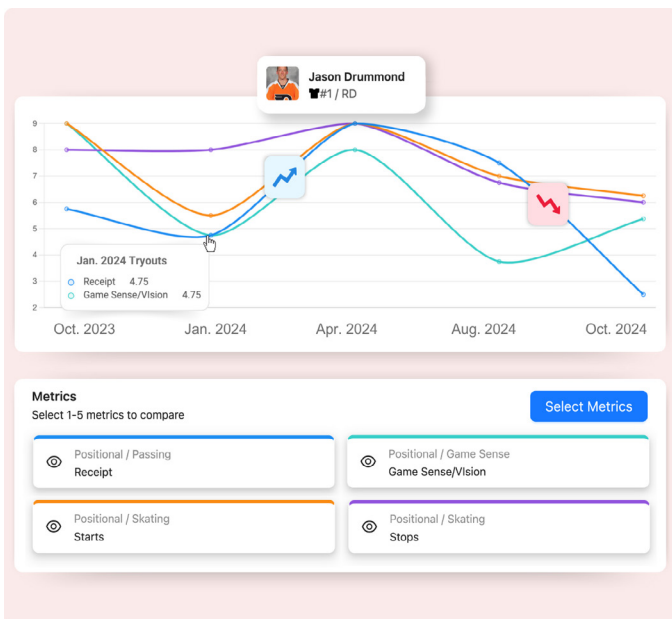 Jason Drummond
#1 / RD
9
8
7
6
5
4
3
2
Jan. 2024 Tryouts
Receipt 4.75
Game Sense/VIsion 4.75
Oct. 2023 Jan. 2024 Apr. 2024 Aug. 2024 Oct. 2024
Metrics
Select 1-5 metrics to compare
Select Metrics
Positional / Passing
Receipt
Positional / Game Sense
Game Sense/VIsion
Positional / Skating
Starts
Positional / Skating
Stops